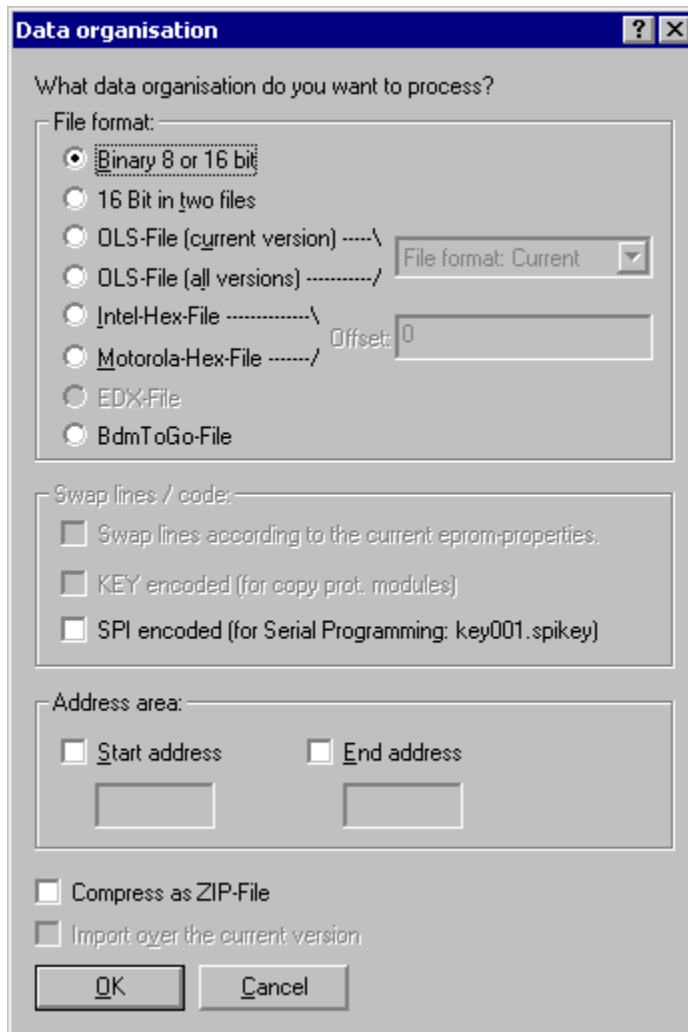 Data organisation
What data organisation do you want to process?
File format:
Binary 8 or 16 bit
16 Bit in two files
OLS-File (current version) -----\
File format: Current
OLS-File (all versions) ----------/
Intel-Hex-File -------------\
Offset: 0
Motorola-Hex-File -------/
EDX-File
BdmToGo-File
Swap lines / code:
Swap lines according to the current eprom-properties.
KEY encoded (for copy prot. modules)
SPI encoded (for Serial Programming: key001.spikey)
Address area:
Start address End address
Compress as ZIP-File
Import over the current version
OK Cancel